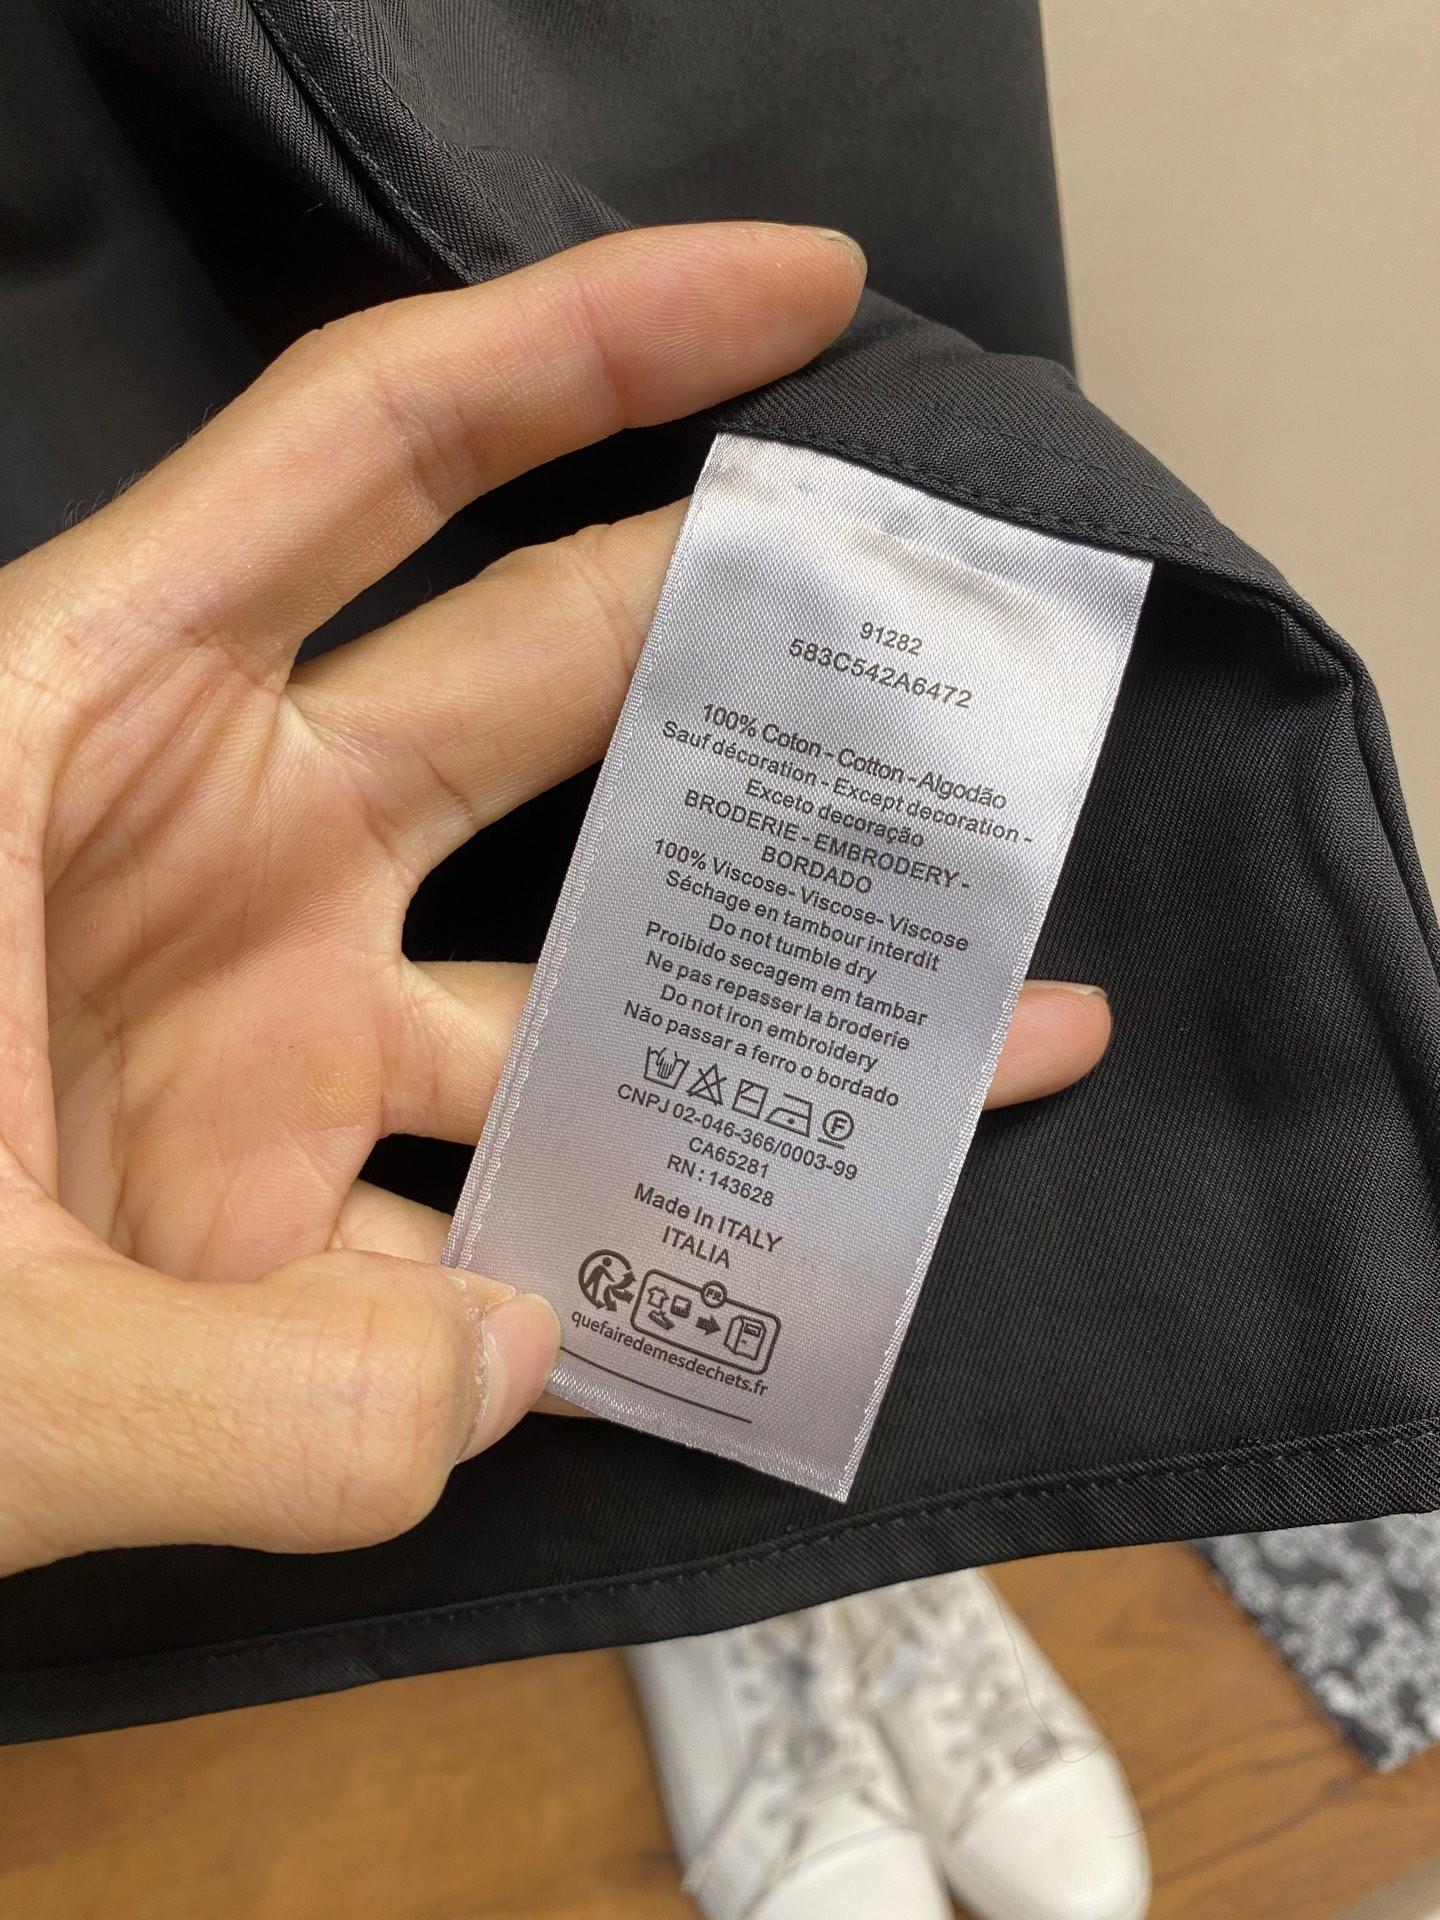 91282
583C542A6472
100% Coton - Cotton - Algodão
Sauf décoration - Except decoration -
Exceto decoração
BRODERIE - EMBRODERY -
BORDADO
100% Viscose- Viscose- Viscose
Séchage en tambour interdit
Do not tumble dry
Proibido secagem em tambar
Ne pas repasser la broderie
Do not iron embroidery
Não passar a ferro o bordado
F
CNPJ 02-046-366/0003-99
CA65281
RN : 143628
Made In ITALY
ITALIA
FR
quefairedemesdechets.fr